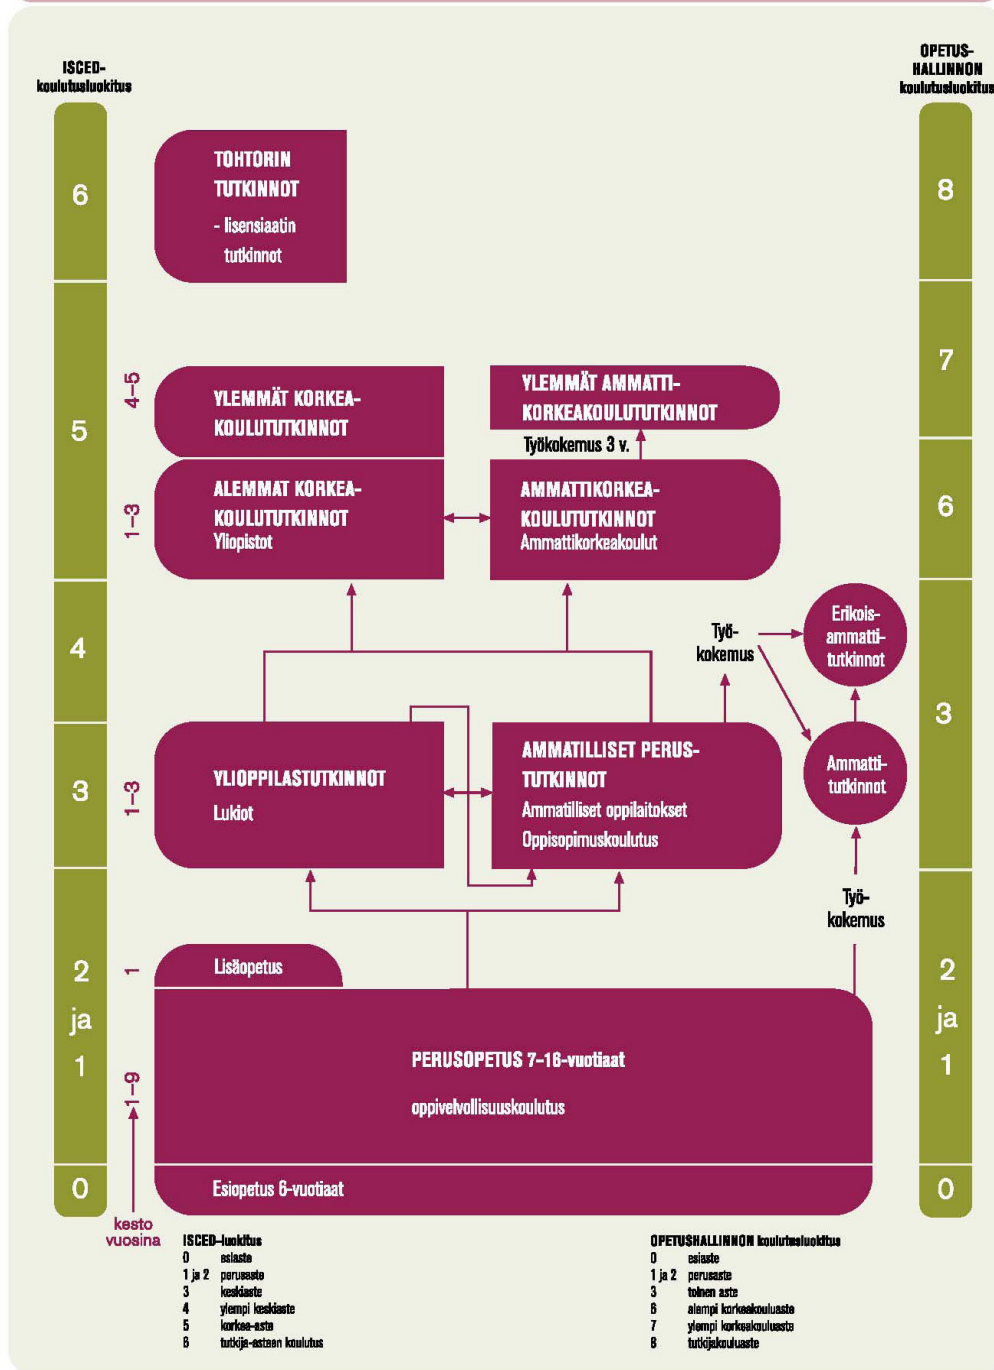 ISCED-
koulutusluokitus
OPETUS-
HALLINNON
koulutusluokitus
6
5
4
3
2
ja
1
0
4–5
1–3
1–3
1
1–9
kesto
vuosina
TOHTORIN
TUTKINNOT
- lisensiaatin
tutkinnot
YLEMMÄT KORKEA-
KOULUTUTKINNOT
YLEMMÄT AMMATTI-
KORKEAKOULUTUTKINNOT
Työkokemus 3 v.
ALEMMAT KORKEA-
KOULUTUTKINNOT
Yliopistot
AMMATTIKORKEA-
KOULUTUTKINNOT
Ammattikorkeakoulut
Työ-
kokemus
Erikois-
ammatti-
tutkinnot
YLIOPPILASTUTKINNOT
Lukiot
AMMATILLISET PERUS-
TUTKINNOT
Ammatilliset oppilaitokset
Oppisopimuskoulutus
Ammatti-
tutkinnot
Työ-
kokemus
Lisäopetus
PERUSOPETUS 7-16-vuotiaat
oppivelvollisuuskoulutus
Esiopetus 6-vuotiaat
8
7
6
3
2
ja
1
0
ISCED-luokitus
0 esiaste
1 ja 2 perusaste
3 keskiaste
4 ylempi keskiaste
5 korkea-aste
6 tutkija-asteen koulutus
OPETUSHALLINNON koulutusluokitus
0 esiaste
1 ja 2 perusaste
3 toinen aste
6 alempi korkeakouluaste
7 ylempi korkeakouluaste
8 tutkijakouluaste